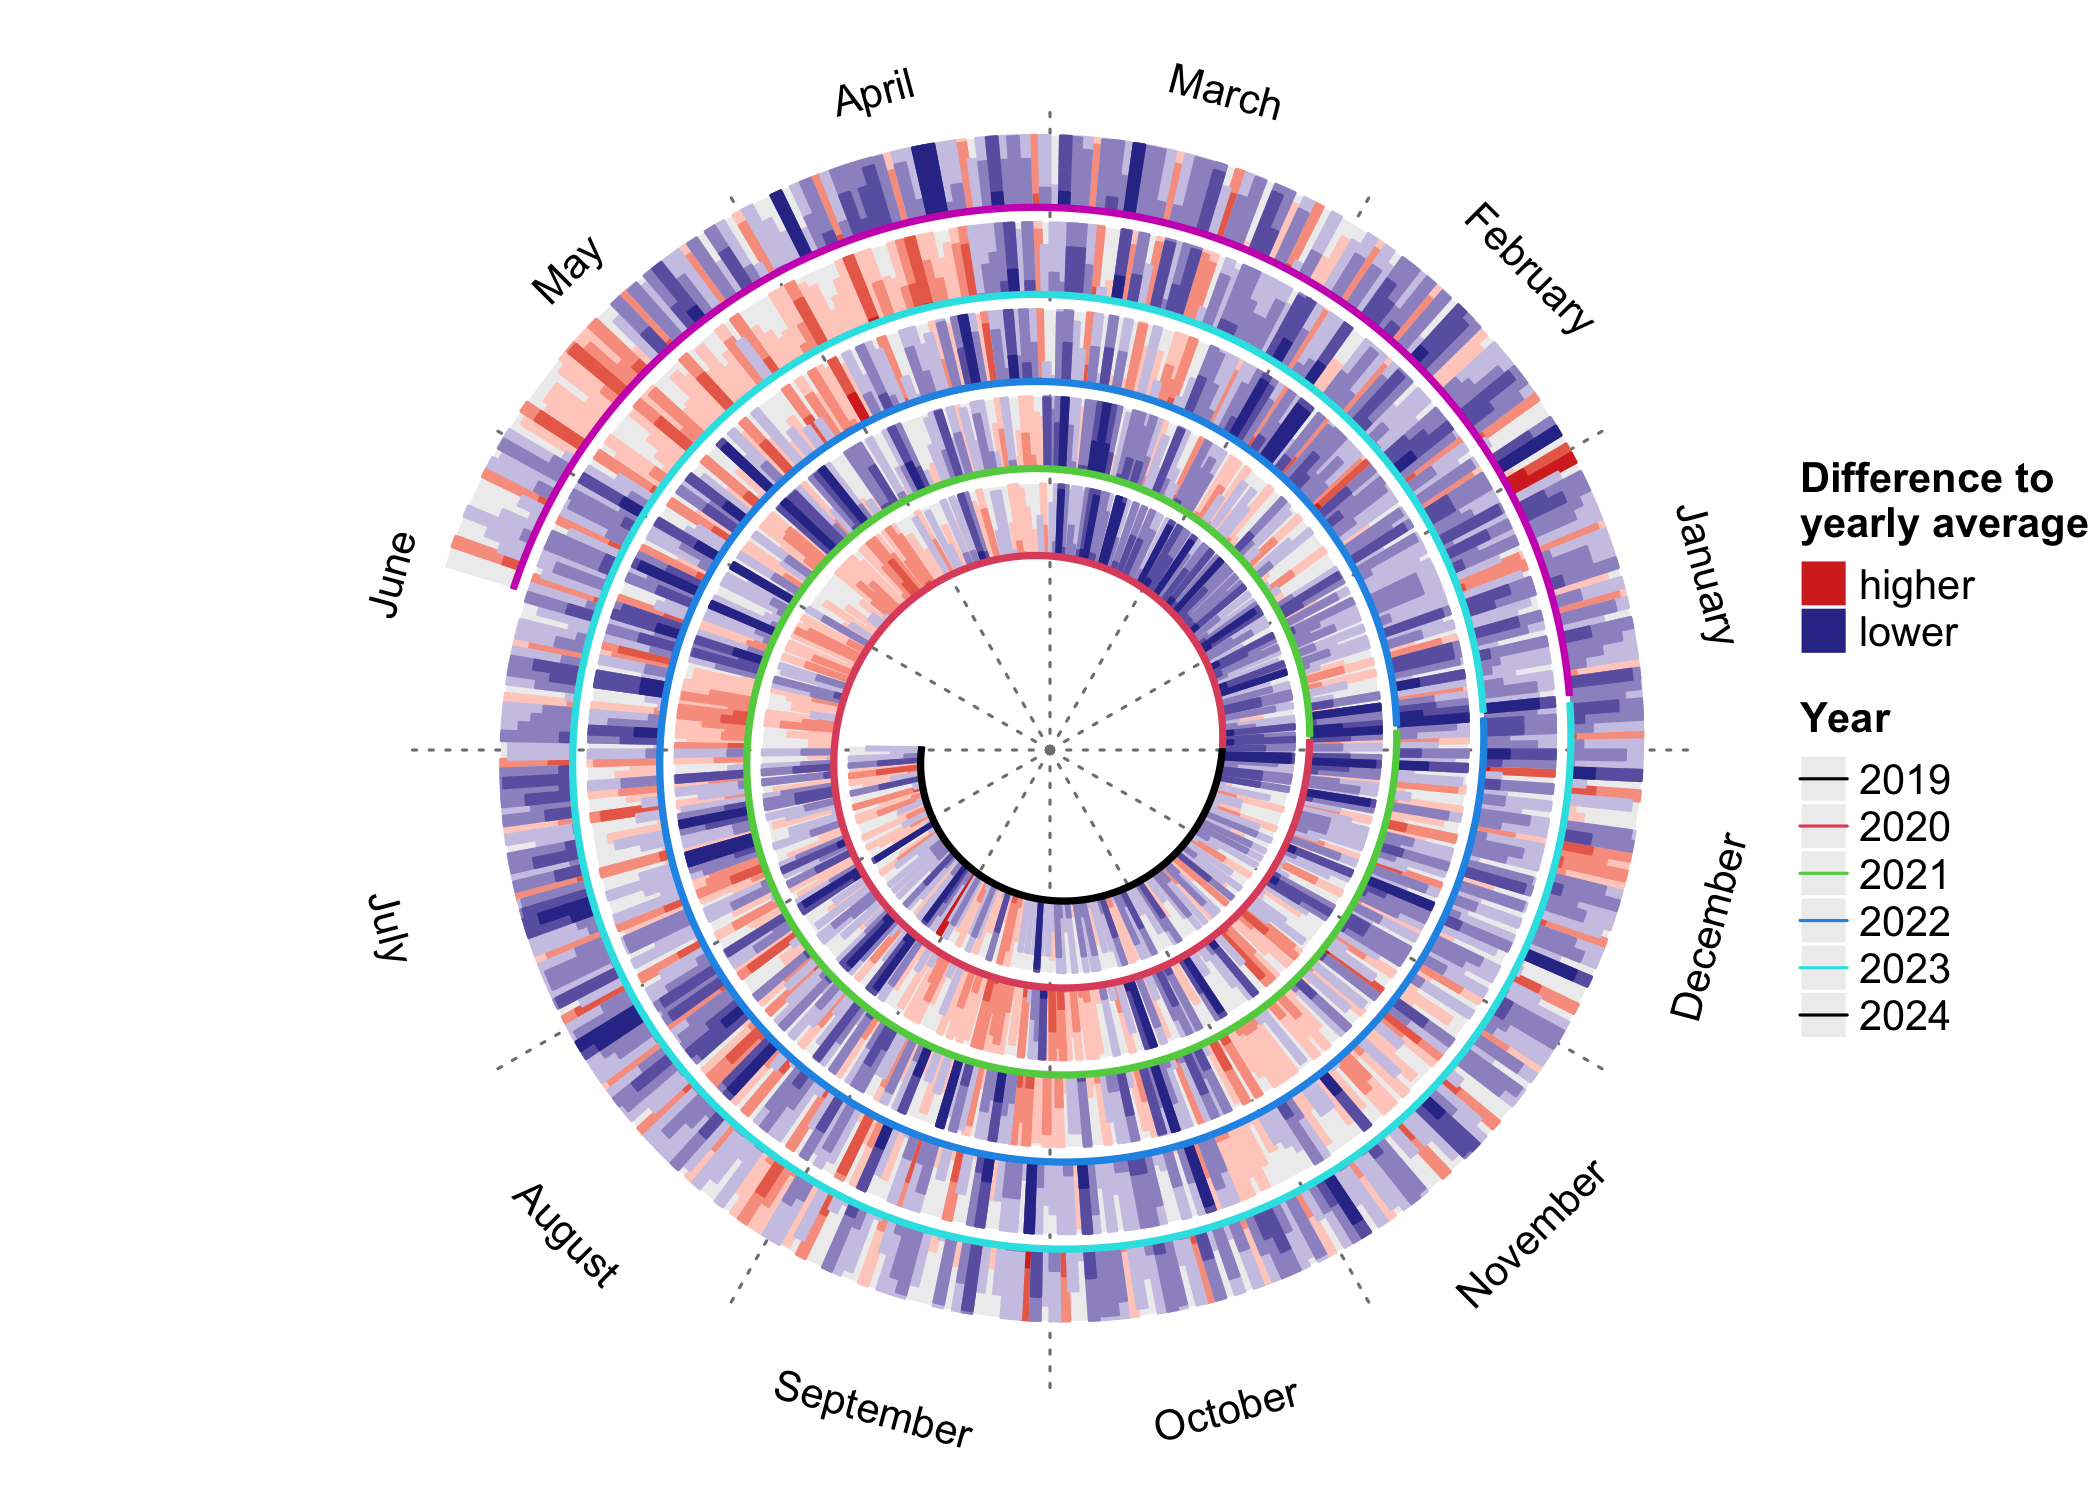 April
March
May
February
June
January
July
December
August
November
September
October
Difference to
yearly average
higher
lower
Year
2019
2020
2021
2022
2023
2024